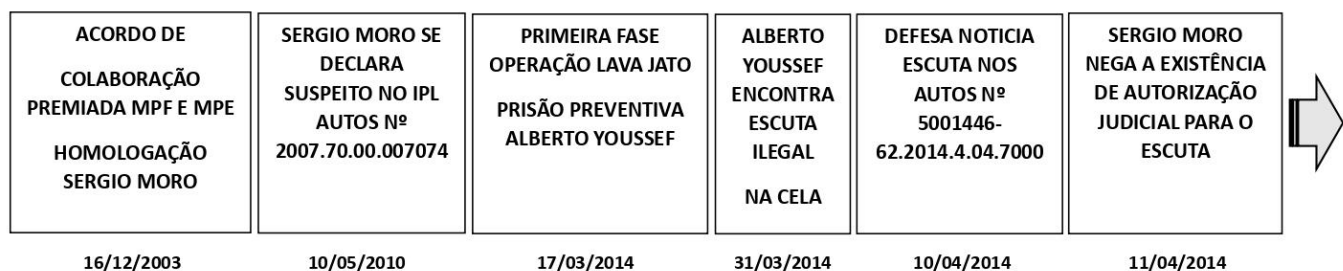 ACORDO DE
COLABORAÇÃO
PREMIADA MPF E MPE
HOMOLOGAÇÃO
SERGIO MORO
16/12/2003
SERGIO MORO SE
DECLARA
SUSPEITO NO IPL
AUTOS Nº
2007.70.00.007074
10/05/2010
PRIMEIRA FASE
OPERAÇÃO LAVA JATO
PRISÃO PREVENTIVA
ALBERTO YOUSSEF
17/03/2014
ALBERTO
YOUSSEF
ENCONTRA
ESCUTA
ILEGAL
NA CELA
31/03/2014
DEFESA NOTICIA
ESCUTA NOS
AUTOS Nº
5001446-
62.2014.4.04.7000
10/04/2014
SERGIO MORO
NEGA A EXISTÊNCIA
DE AUTORIZAÇÃO
JUDICIAL PARA O
ESCUTA
11/04/2014